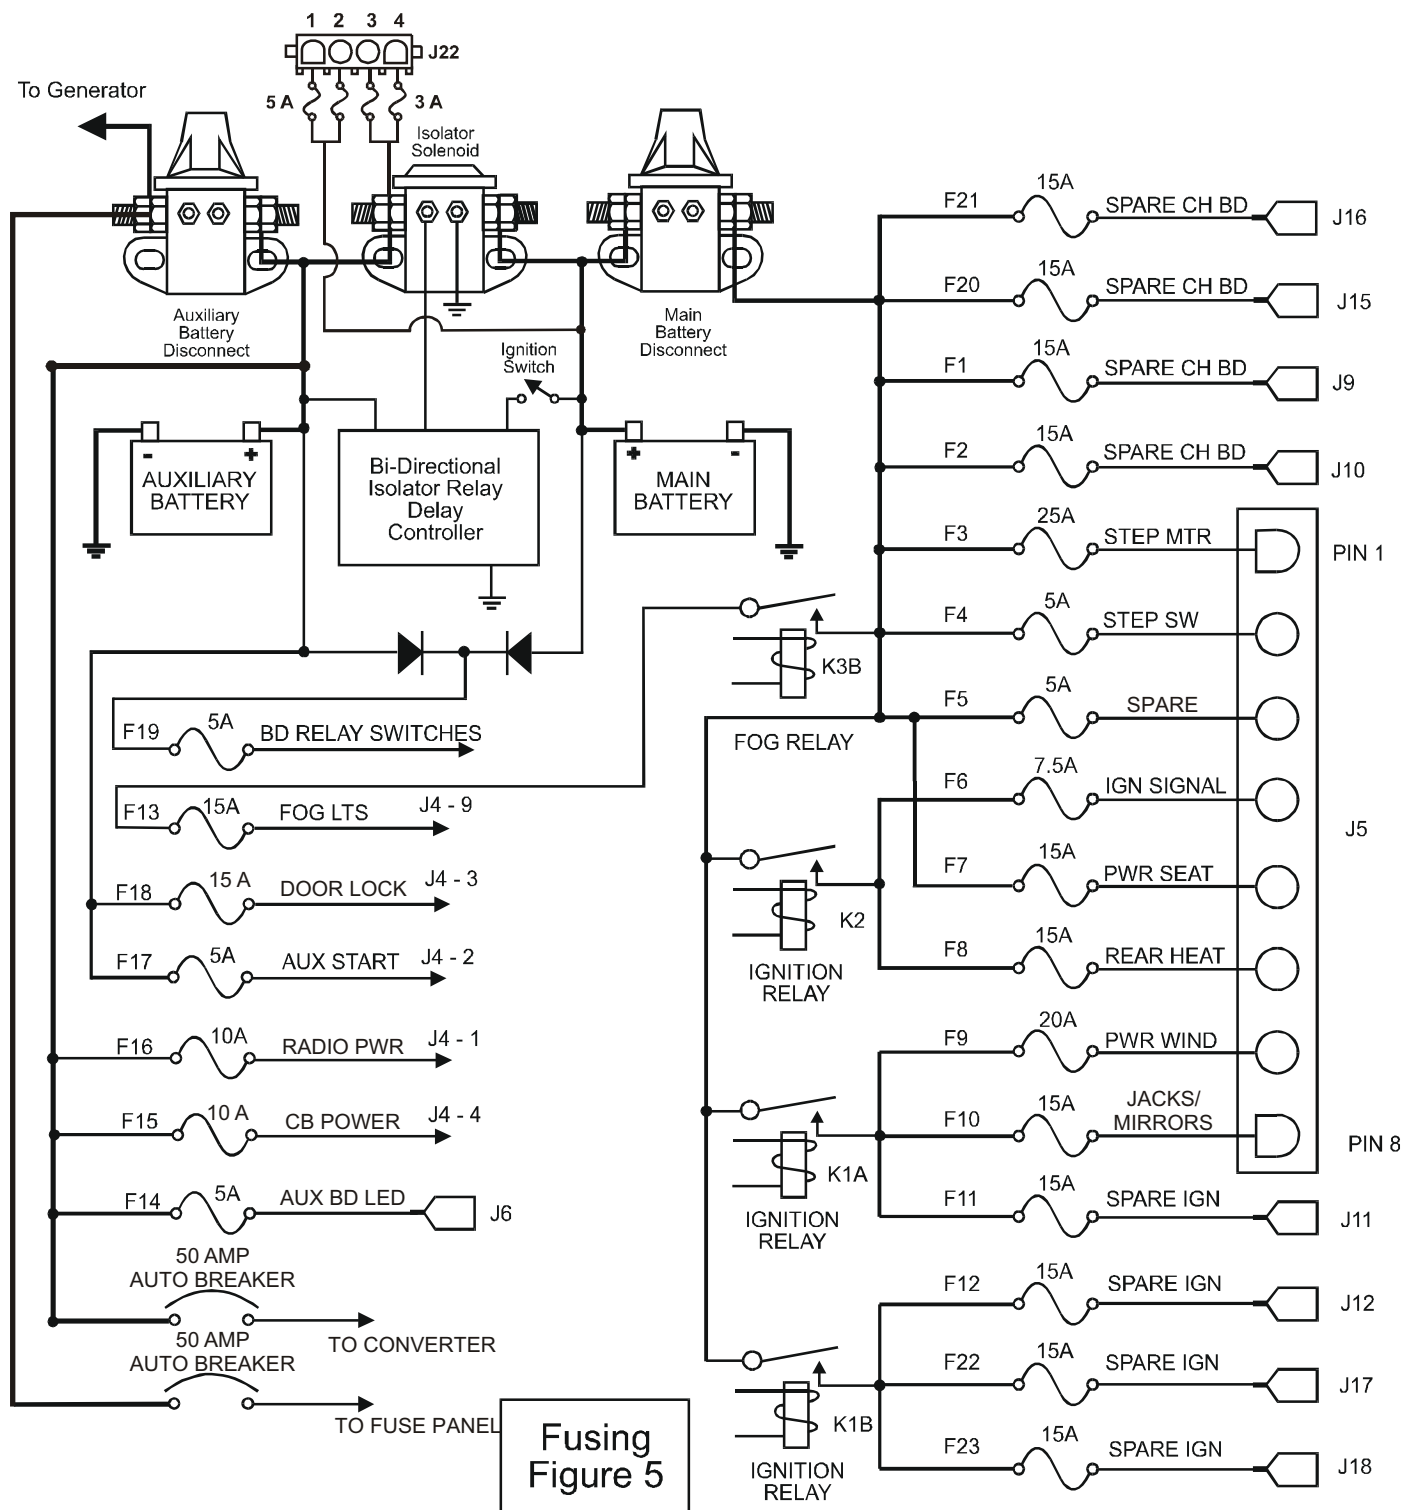 1 2 3 4
J22
To Generator
5 A
3 A
Isolator
Solenoid
Auxiliary
Battery
Disconnect
Main
Battery
Disconnect
Ignition
Switch
- +
AUXILIARY
BATTERY
Bi-Directional
Isolator Relay
Delay
Controller
+ -
MAIN
BATTERY
F19 5A BD RELAY SWITCHES
F13 15A FOG LTS J4 - 9
F18 15 A DOOR LOCK J4 - 3
F17 5A AUX START J4 - 2
F16 10A RADIO PWR J4 - 1
F15 10 A CB POWER J4 - 4
F14 5A AUX BD LED J6
50 AMP
AUTO BREAKER
TO CONVERTER
50 AMP
AUTO BREAKER
TO FUSE PANEL
Fusing
Figure 5
K3B
FOG RELAY
K2
IGNITION
RELAY
K1A
IGNITION
RELAY
K1B
IGNITION
RELAY
F21 15A SPARE CH BD J16
F20 15A SPARE CH BD J15
F1 15A SPARE CH BD J9
F2 15A SPARE CH BD J10
F3 25A STEP MTR PIN 1
F4 5A STEP SW
F5 5A SPARE
F6 7.5A IGN SIGNAL
J5
F7 15A PWR SEAT
F8 15A REAR HEAT
F9 20A PWR WIND
F10 15A JACKS/
MIRRORS
PIN 8
F11 15A SPARE IGN J11
F12 15A SPARE IGN J12
F22 15A SPARE IGN J17
F23 15A SPARE IGN J18